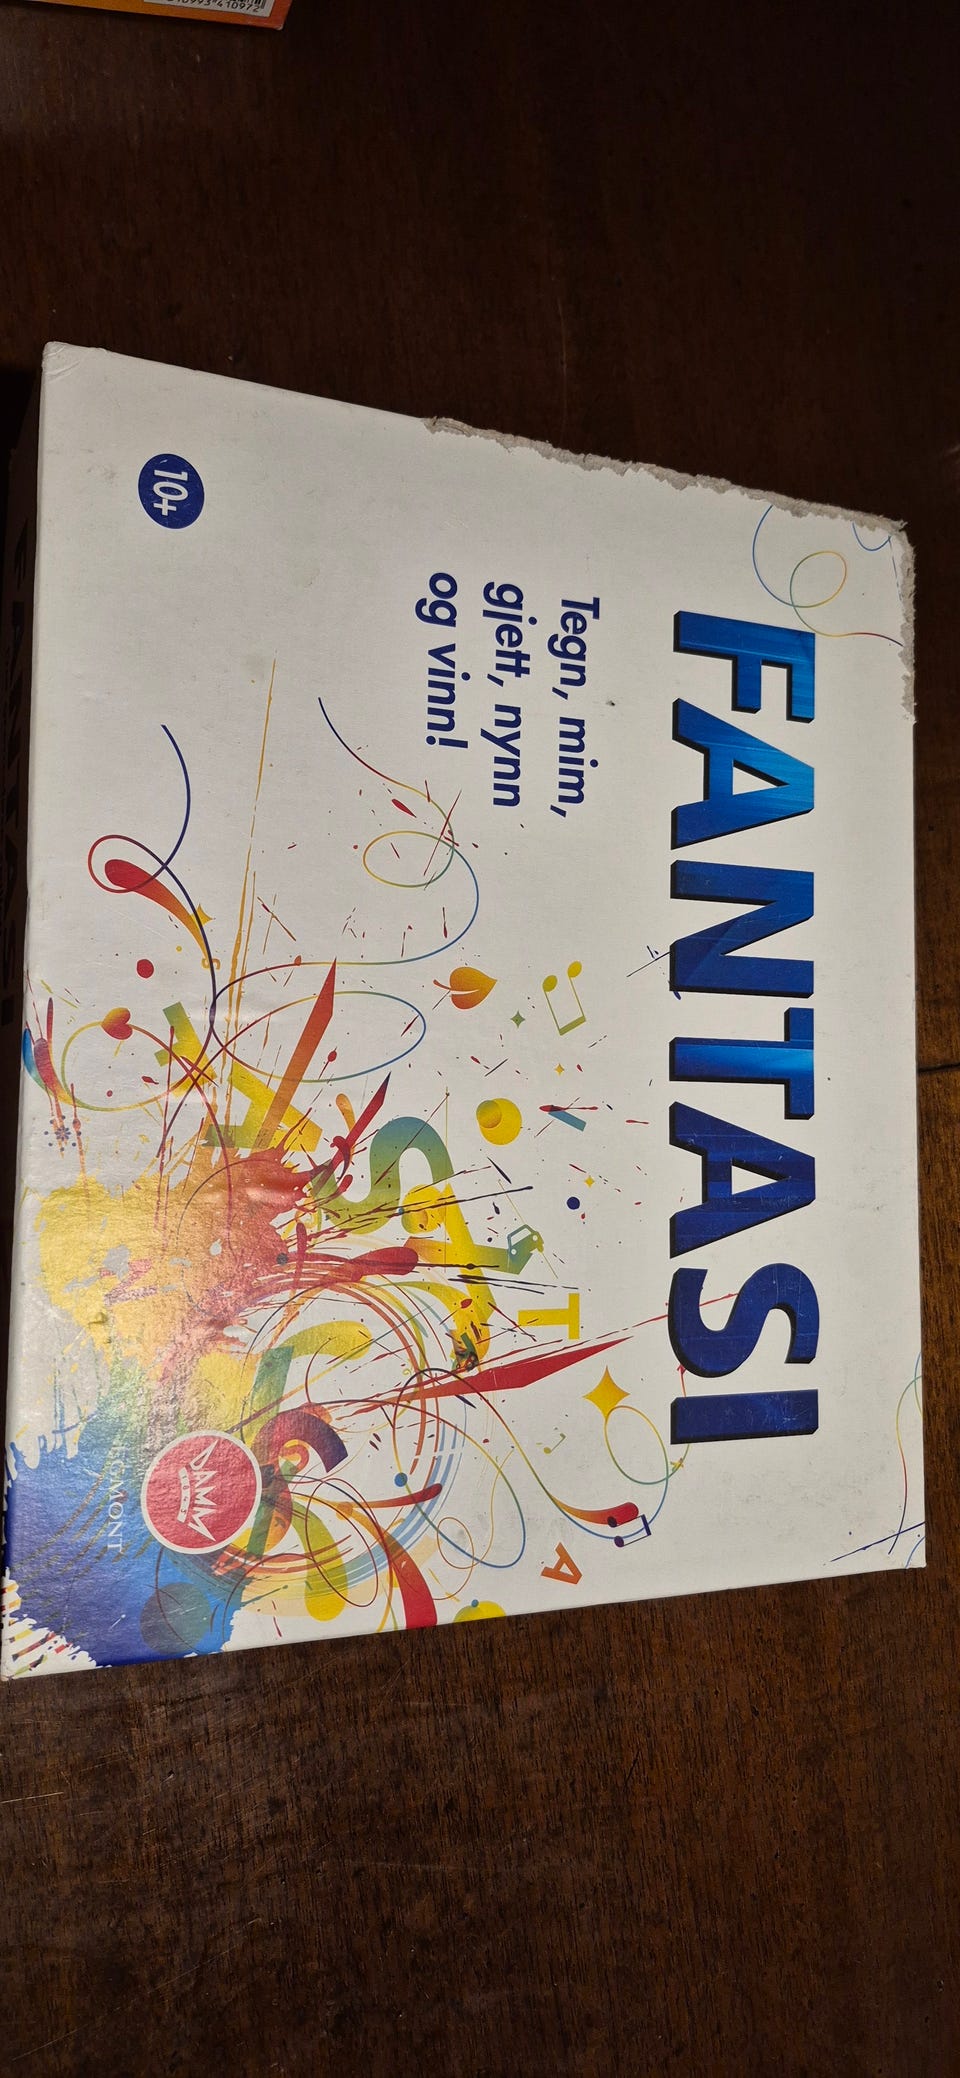 FANTASI
Tegn, mim,
gjett, nynn
og vinn!
10+
DAMM
EGMONT